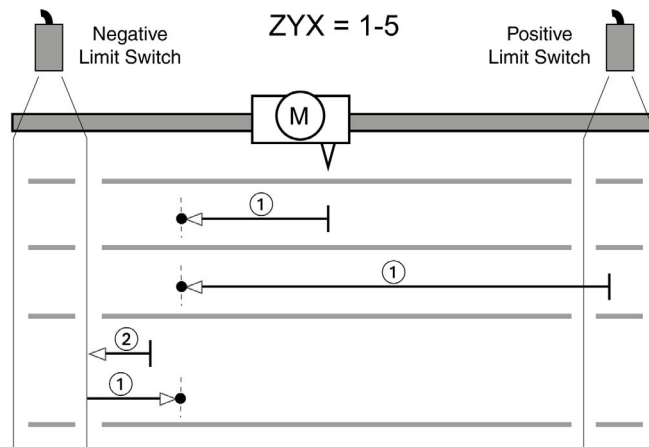 ZYX = 1-5
Negative
Limit Switch
Positive
Limit Switch
M
1
1
2
1